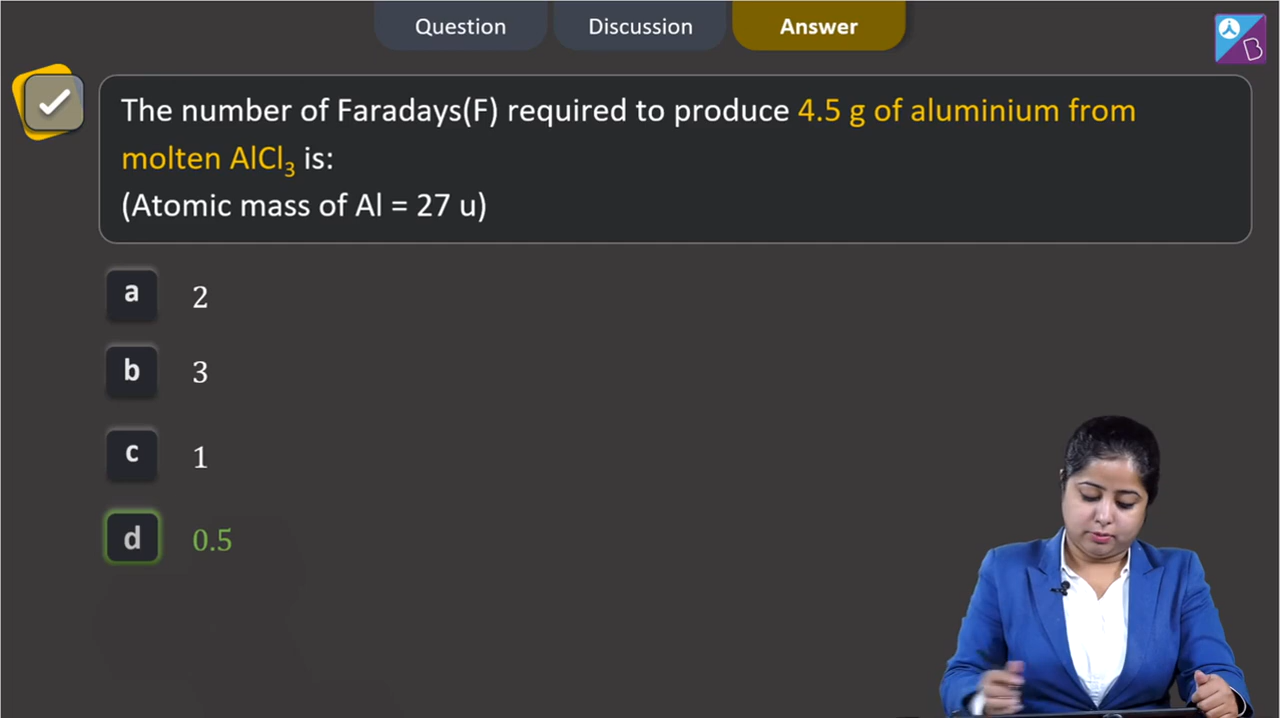 Question Discussion Answer
B
The number of Faradays(F) required to produce 4.5 g of aluminium from
molten AlCl₃ is:
(Atomic mass of Al = 27 u)
a 2
b 3
c 1
d 0.5